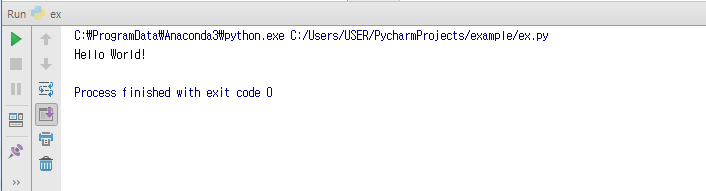 Run ex
C:₩ProgramData₩Anaconda3₩python.exe C:/Users/USER/PycharmProjects/example/ex.py
Hello World!
Process finished with exit code 0